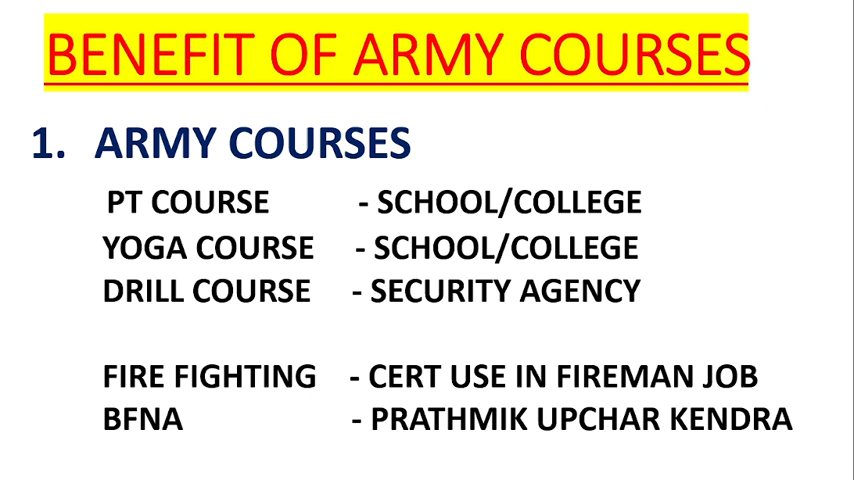 BENEFIT OF ARMY COURSES
1. ARMY COURSES
PT COURSE - SCHOOL/COLLEGE
YOGA COURSE - SCHOOL/COLLEGE
DRILL COURSE - SECURITY AGENCY
FIRE FIGHTING - CERT USE IN FIREMAN JOB
BFNA - PRATHMIK UPCHAR KENDRA